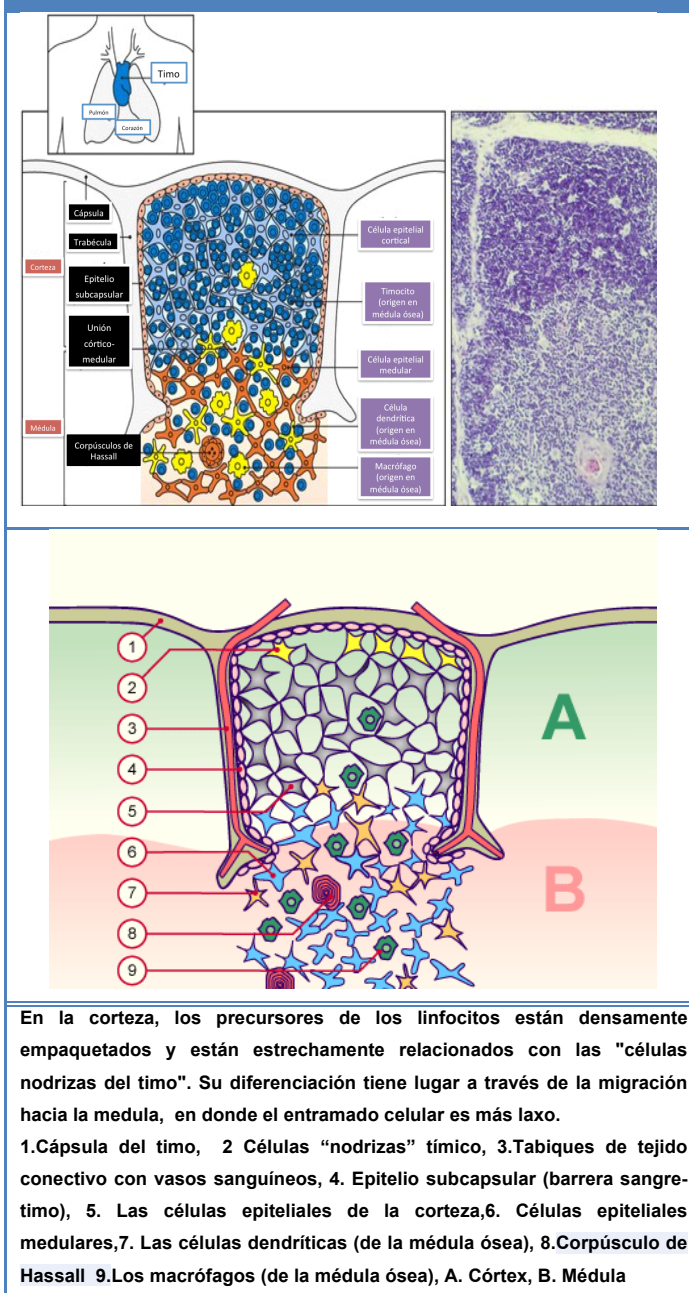 Timo
Pulmón
Corazón
Cápsula
Trabécula
Corteza
Epitelio
subcapsular
Unión
córtico-
medular
Médula
Corpúsculos de
Hassall
Célula epitelial
cortical
Timocito
(origen en
médula ósea)
Célula epitelial
medular
Célula
dendrítica
(origen en
médula ósea)
Macrófago
(origen en
médula ósea)
1
2
3
4
5
6
7
8
9
A
B
En la corteza, los precursores de los linfocitos están densamente
empaquetados y están estrechamente relacionados con las "células
nodrizas del timo". Su diferenciación tiene lugar a través de la migración
hacia la medula, en donde el entramado celular es más laxo.
1.Cápsula del timo, 2 Células “nodrizas” tímico, 3.Tabiques de tejido
conectivo con vasos sanguíneos, 4. Epitelio subcapsular (barrera sangre-
timo), 5. Las células epiteliales de la corteza,6. Células epiteliales
medulares,7. Las células dendríticas (de la médula ósea), 8.Corpúsculo de
Hassall 9.Los macrófagos (de la médula ósea), A. Córtex, B. Médula